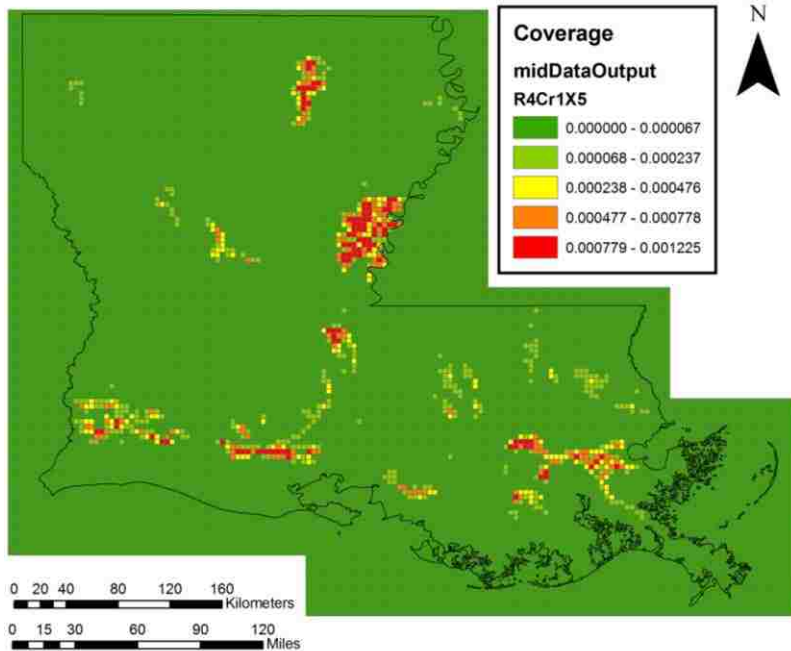 N
Coverage
midDataOutput
R4Cr1X5
0.000000 - 0.000067
0.000068 - 0.000237
0.000238 - 0.000476
0.000477 - 0.000778
0.000779 - 0.001225
0 20 40 80 120 160
Kilometers
0 15 30 60 90 120
Miles